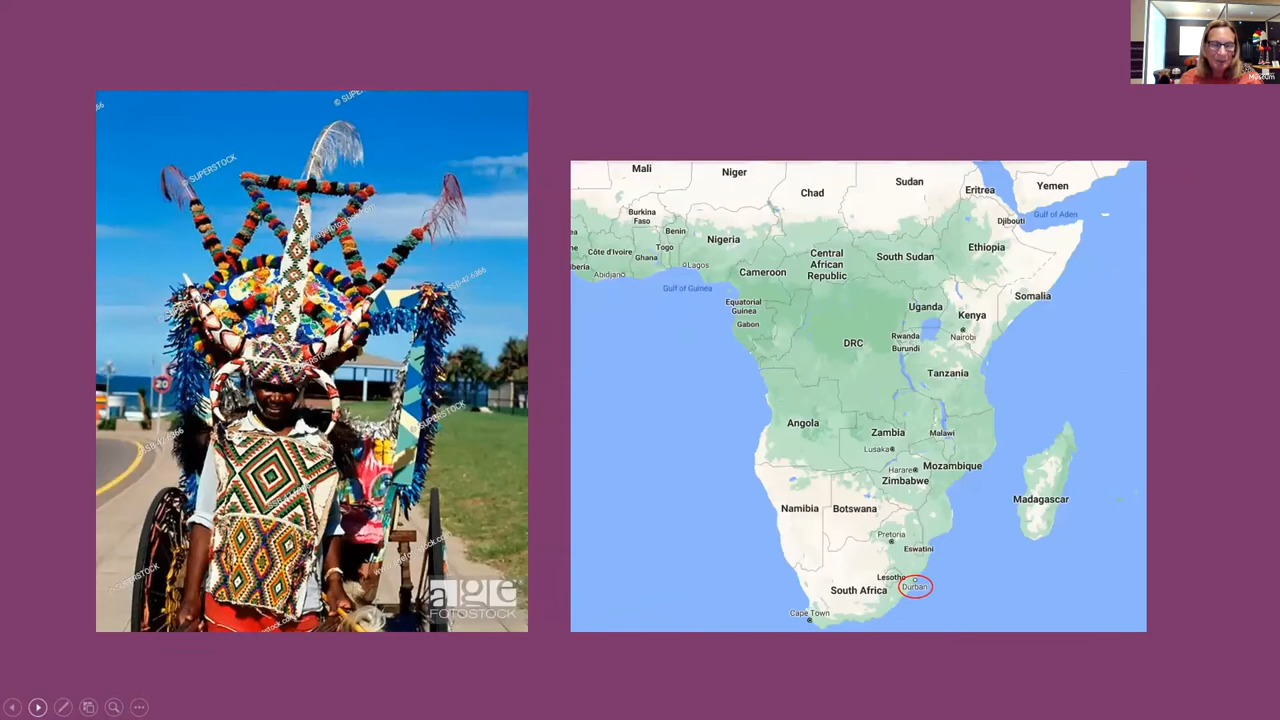 Museum
© SUPERSTOCK
© SUPERSTOCK
20
agefotostock
Mali
Niger
Chad
Sudan
Eritrea
Yemen
Gulf of Aden
Djibouti
Burkina
Faso
Benin
Togo
Ghana
Nigeria
Côte d'Ivoire
Abidjan
Lagos
Gulf of Guinea
Cameroon
Central
African
Republic
South Sudan
Ethiopia
Somalia
Equatorial
Guinea
Gabon
Uganda
Kenya
Nairobi
DRC
Rwanda
Burundi
Tanzania
Angola
Zambia
Malawi
Lusaka
Harare
Mozambique
Zimbabwe
Madagascar
Namibia
Botswana
Pretoria
Eswatini
Lesotho
Durban
South Africa
Cape Town